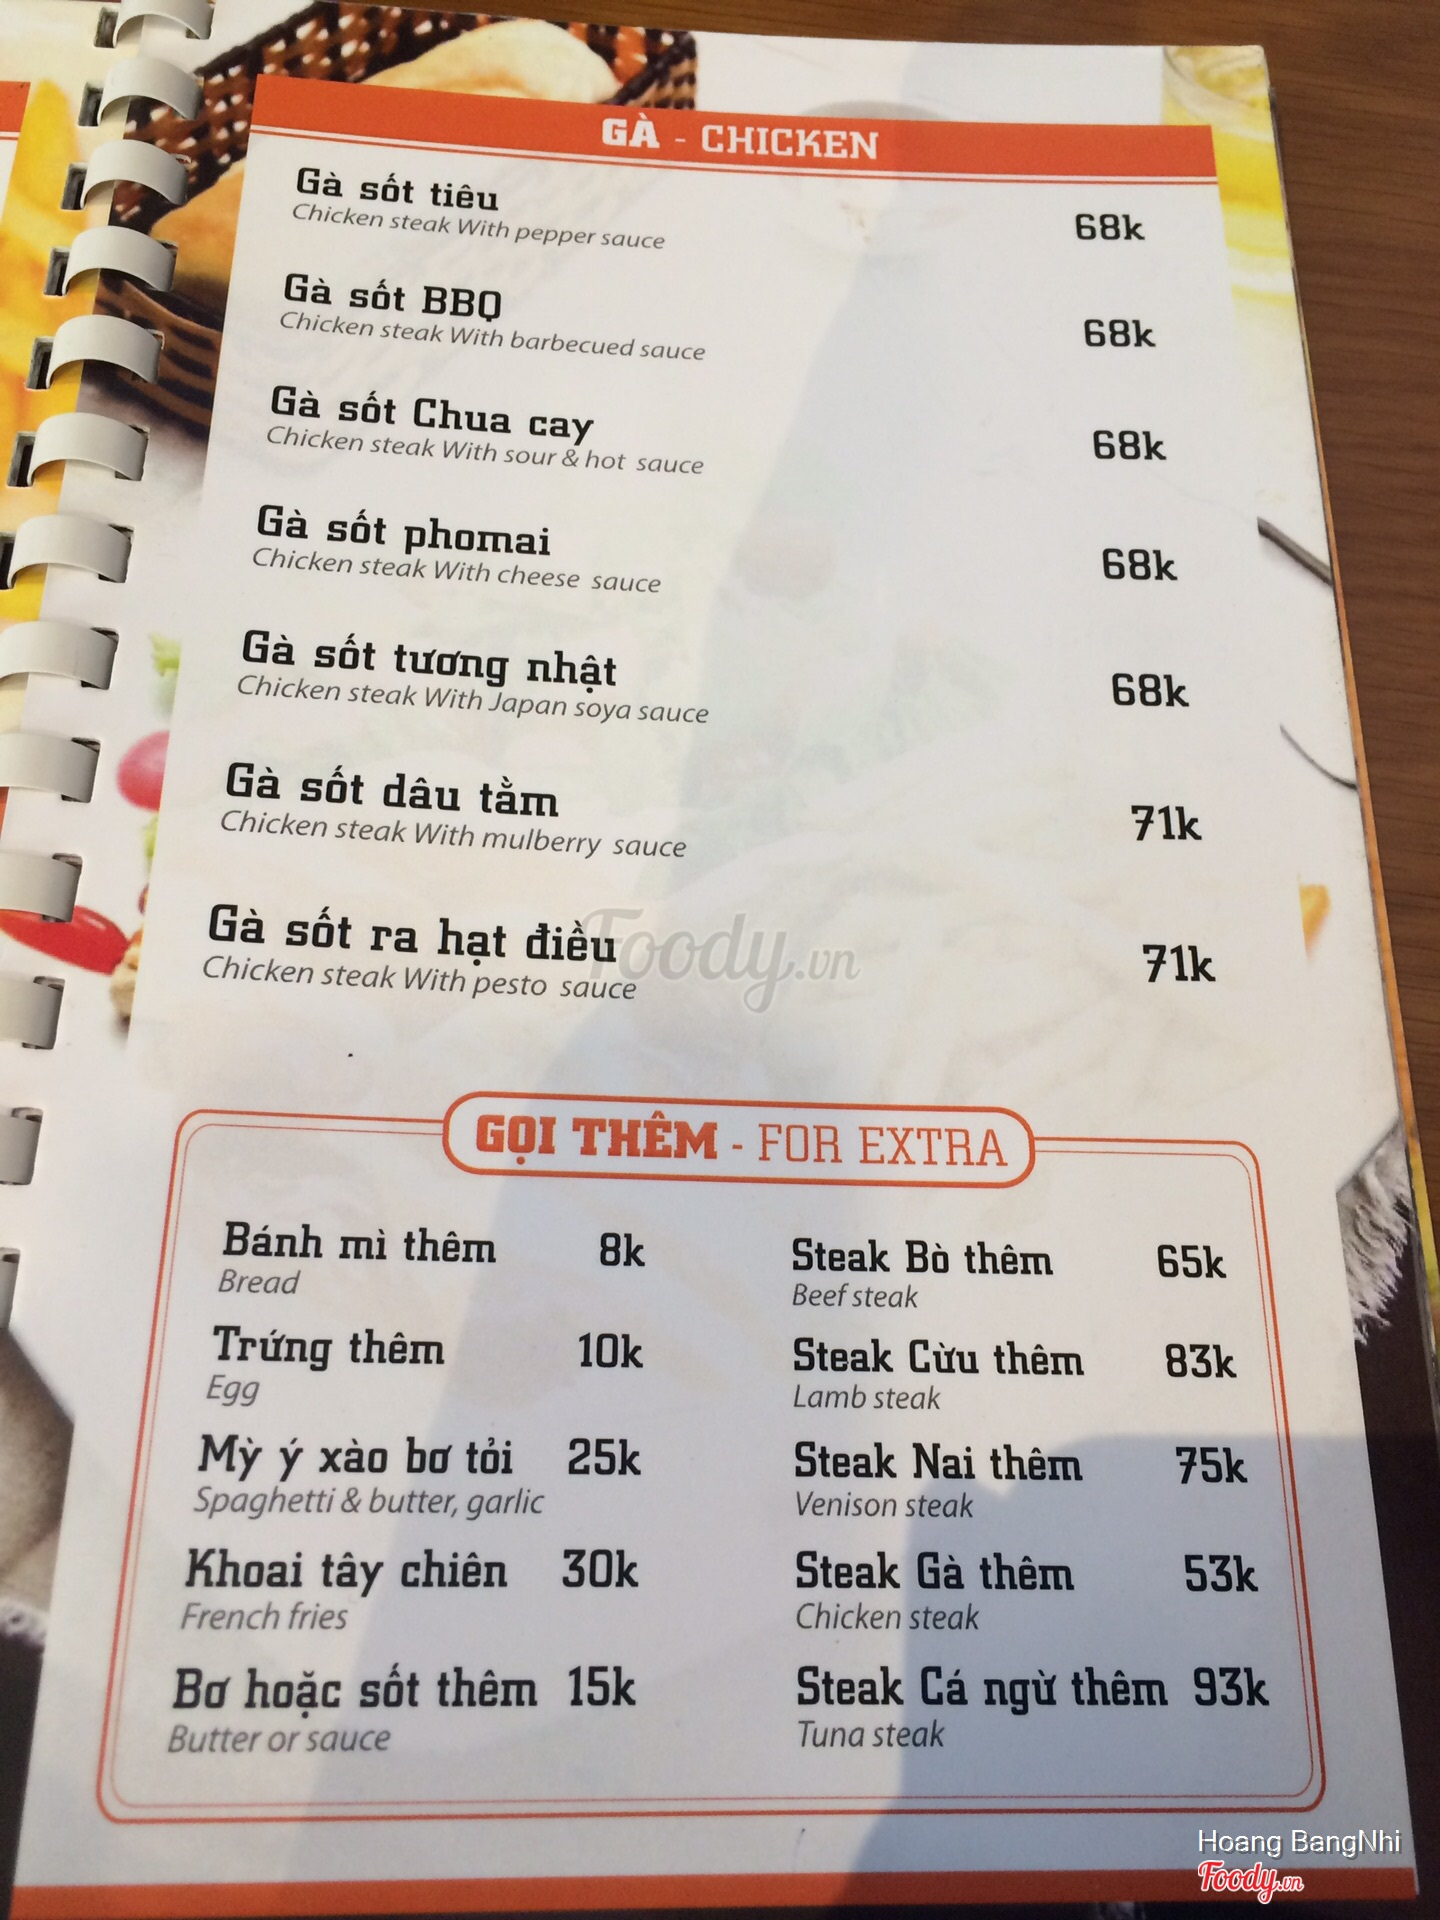 GÀ - CHICKEN
Gà sốt tiêu 68k
Chicken steak With pepper sauce
Gà sốt BBQ 68k
Chicken steak With barbecued sauce
Gà sốt Chua cay 68k
Chicken steak With sour & hot sauce
Gà sốt phomai 68k
Chicken steak With cheese sauce
Gà sốt tương nhật 68k
Chicken steak With Japan soya sauce
Gà sốt dâu tằm 71k
Chicken steak With mulberry sauce
Gà sốt ra hạt điều 71k
Chicken steak With pesto sauce
Foody.vn
GỌI THÊM - FOR EXTRA
Bánh mì thêm 8k
Bread
Trứng thêm 10k
Egg
Mỳ ý xào bơ tỏi 25k
Spaghetti & butter, garlic
Khoai tây chiên 30k
French fries
Bơ hoặc sốt thêm 15k
Butter or sauce
Steak Bò thêm 65k
Beef steak
Steak Cừu thêm 83k
Lamb steak
Steak Nai thêm 75k
Venison steak
Steak Gà thêm 53k
Chicken steak
Steak Cá ngừ thêm 93k
Tuna steak
Hoang BangNhi
Foody.vn